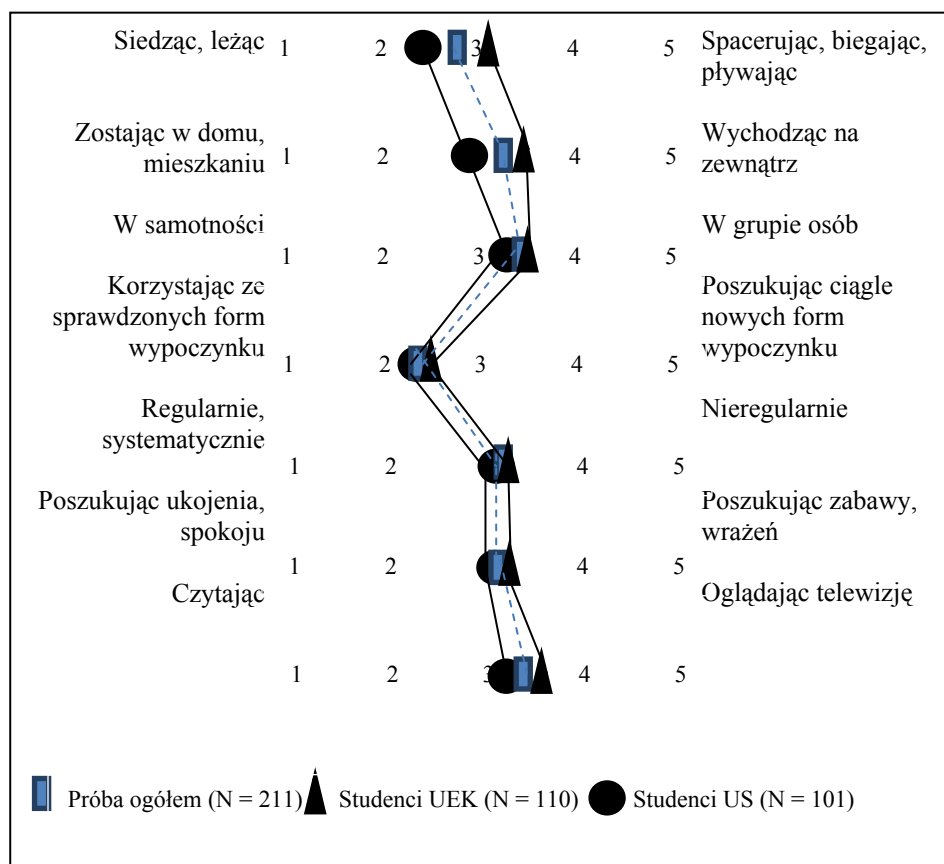 Siedząc, leżąc 1 2 3 4 5 Spacerując, biegając,
pływając
Zostając w domu,
mieszkaniu 1 2 4 5 Wychodząc na
zewnątrz
W samotności 1 2 3 4 5 W grupie osób
Korzystając ze
sprawdzonych form
wypoczynku 1 2 3 4 5 Poszukując ciągle
nowych form
wypoczynku
Regularnie,
systematycznie 1 2 4 5 Nieregularnie
Poszukując ukojenia,
spokoju 1 2 4 5 Poszukując zabawy,
wrażeń
Czytając 1 2 3 4 5 Oglądając telewizję
Próba ogółem (N = 211) Studenci UEK (N = 110) Studenci US (N = 101)